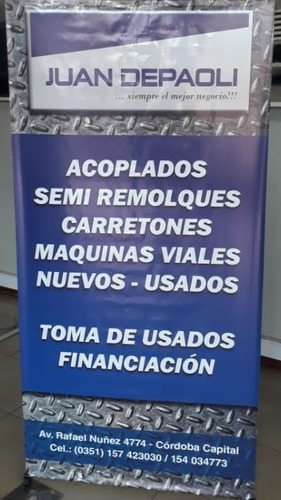 JUAN DEPAOLI
... siempre el mejor negocio!!!
ACOPLADOS
SEMI REMOLQUES
CARRETONES
MAQUINAS VIALES
NUEVOS - USADOS
TOMA DE USADOS
FINANCIACIÓN
Av. Rafael Nuñez 4774 - Córdoba Capital
Cel.: (0351) 157 423030 / 154 034773